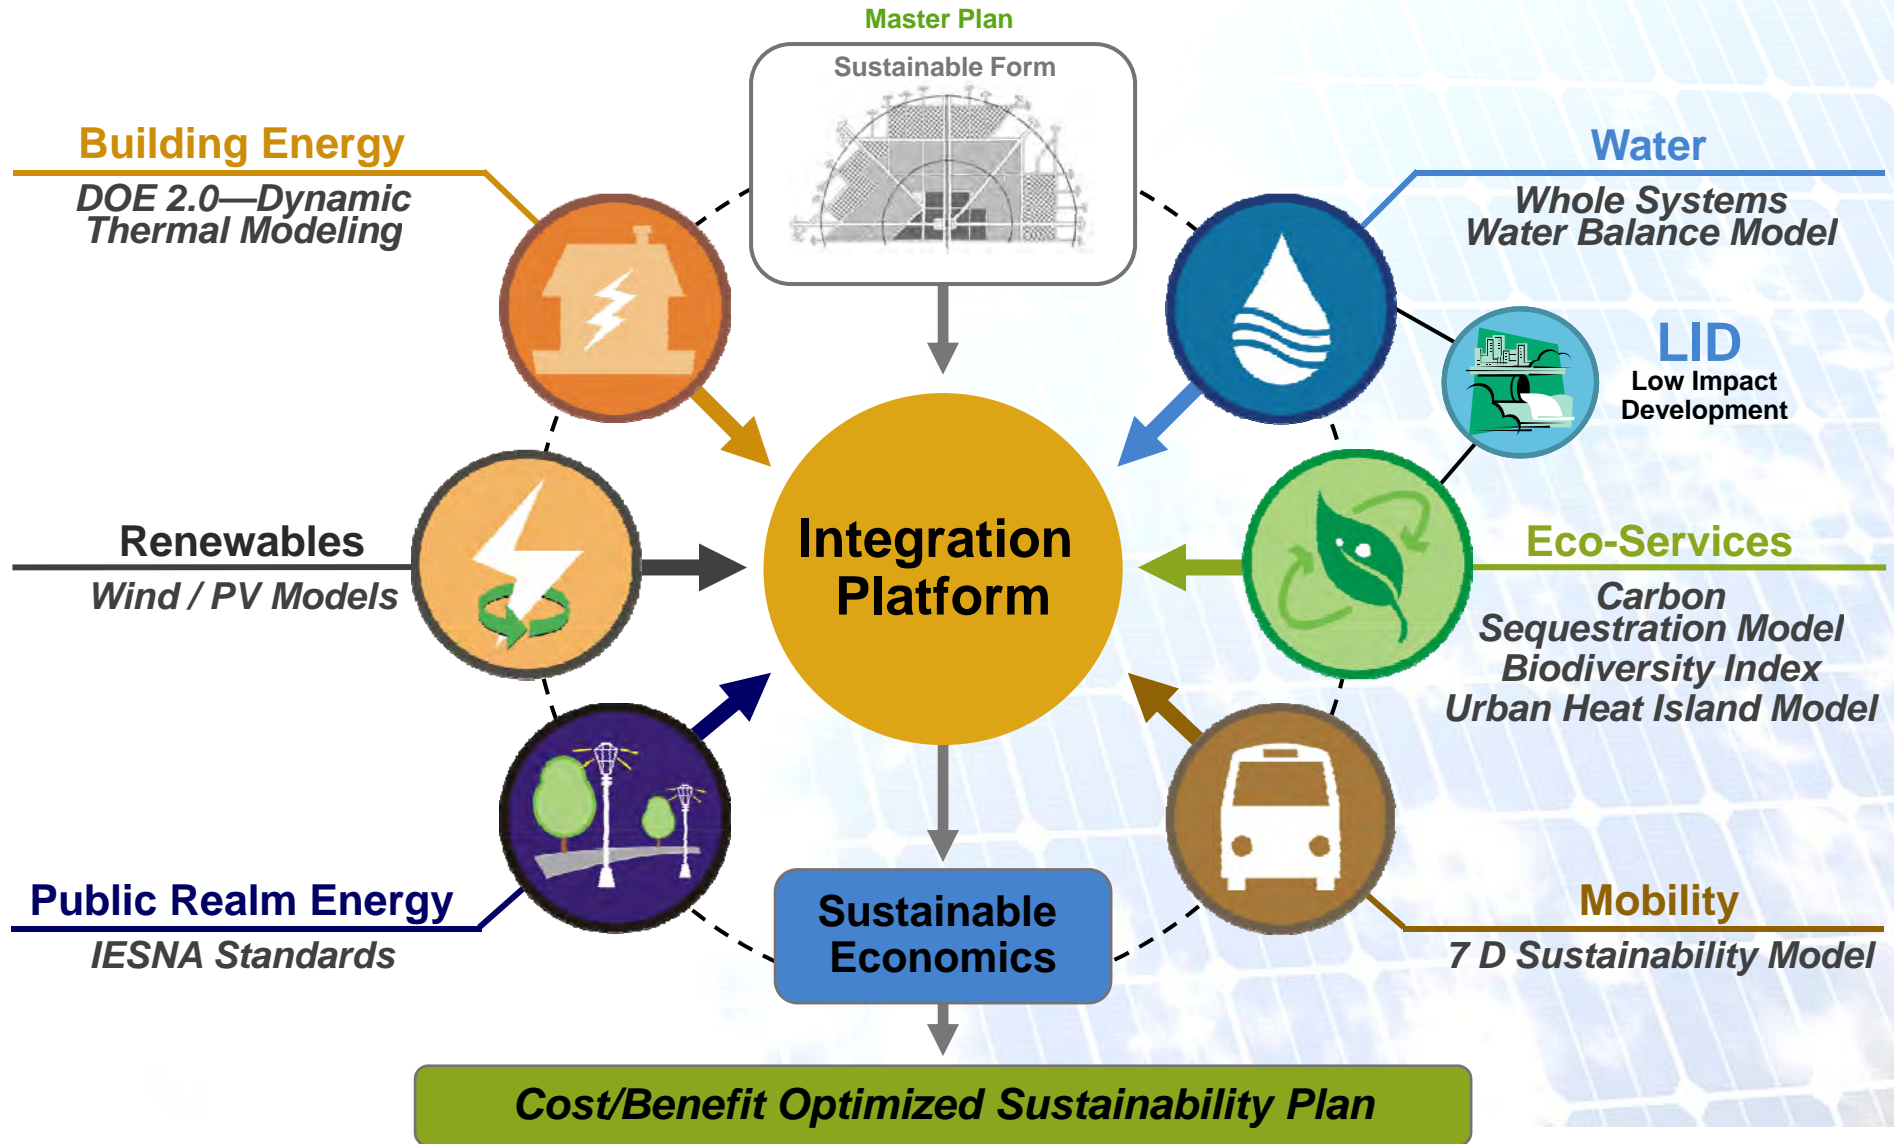 Master Plan
Sustainable Form
Building Energy
DOE 2.0—Dynamic
Thermal Modeling
Water
Whole Systems
Water Balance Model
LID
Low Impact
Development
Renewables
Wind / PV Models
Integration
Platform
Eco-Services
Carbon
Sequestration Model
Biodiversity Index
Urban Heat Island Model
Public Realm Energy
IESNA Standards
Sustainable
Economics
Mobility
7 D Sustainability Model
Cost/Benefit Optimized Sustainability Plan